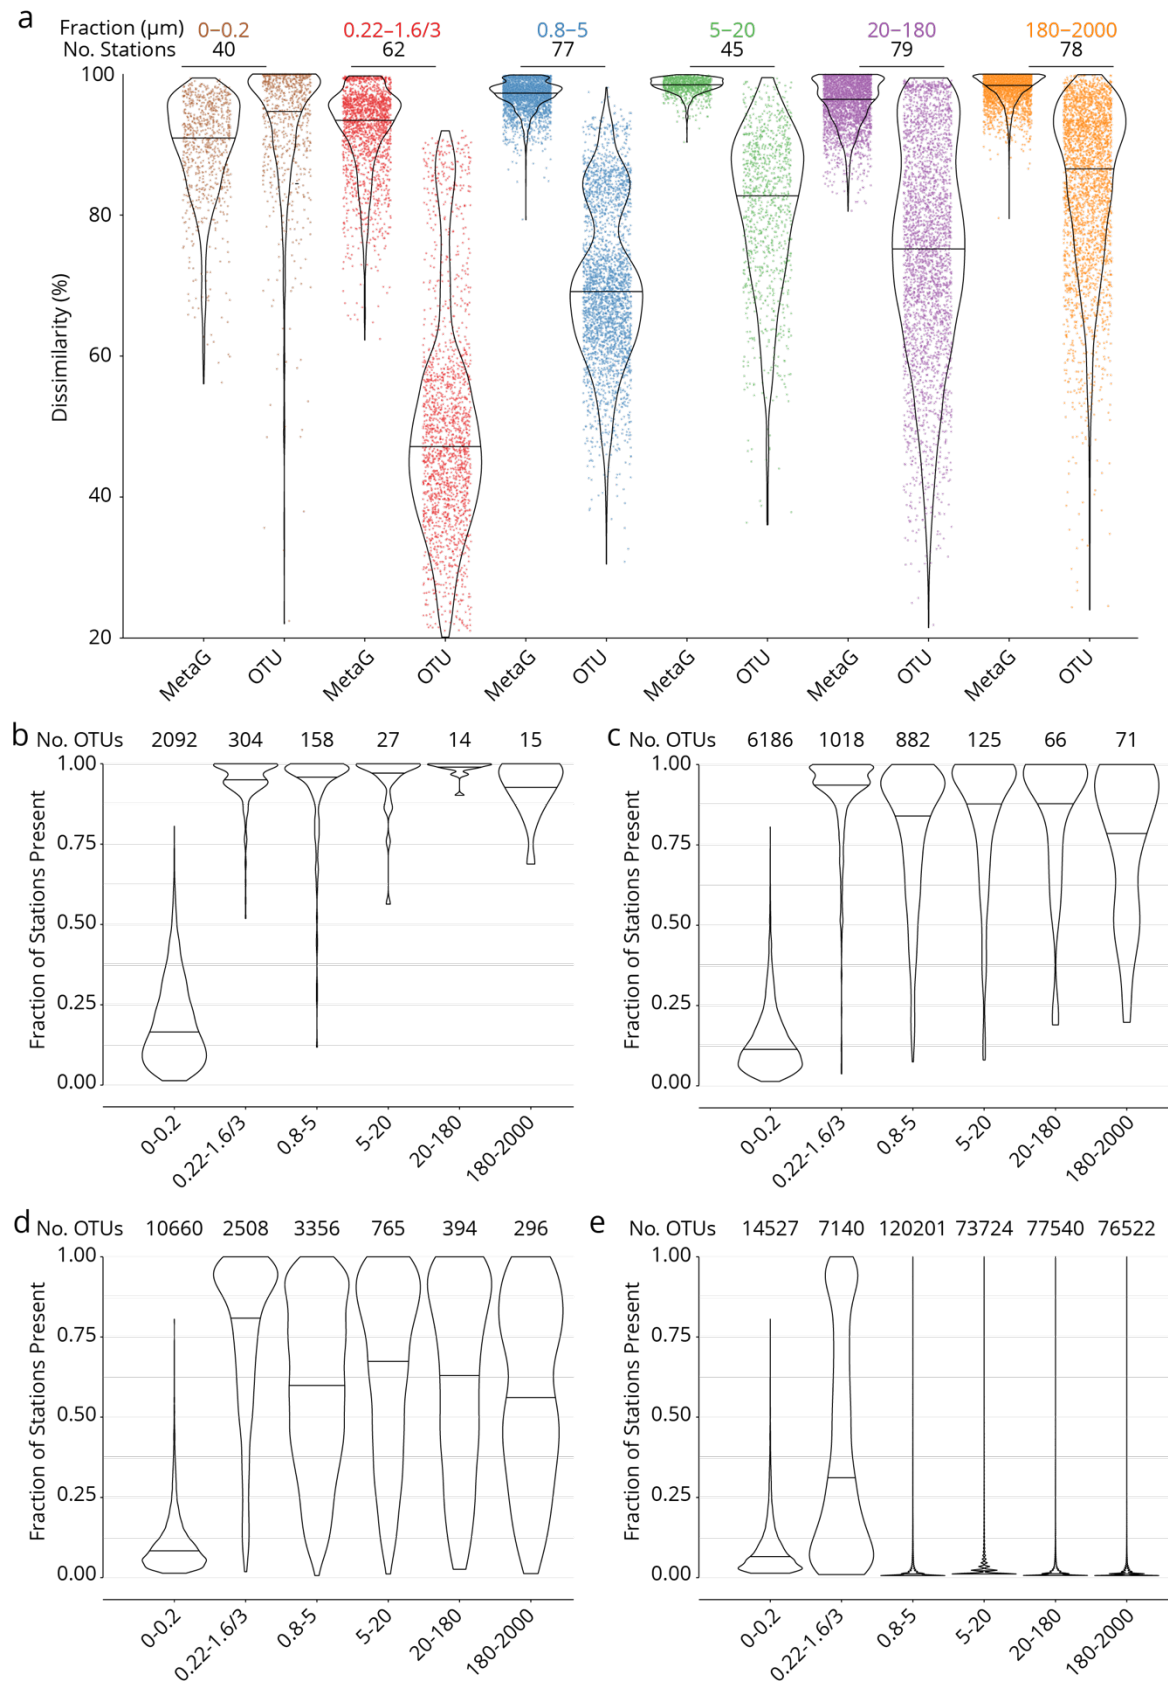 a
Fraction (µm) 0–0.2 0.22–1.6/3 0.8–5 5–20 20–180 180–2000
No. Stations 40 62 77 45 79 78
Dissimilarity (%)
100
80
60
40
20
MetaG OTU MetaG OTU MetaG OTU MetaG OTU MetaG OTU MetaG OTU
b No. OTUs 2092 304 158 27 14 15
Fraction of Stations Present
1.00
0.75
0.50
0.25
0.00
0-0.2 0.22-1.6/3 0.8-5 5-20 20-180 180-2000
c No. OTUs 6186 1018 882 125 66 71
Fraction of Stations Present
1.00
0.75
0.50
0.25
0.00
0-0.2 0.22-1.6/3 0.8-5 5-20 20-180 180-2000
d No. OTUs 10660 2508 3356 765 394 296
Fraction of Stations Present
1.00
0.75
0.50
0.25
0.00
0-0.2 0.22-1.6/3 0.8-5 5-20 20-180 180-2000
e No. OTUs 14527 7140 120201 73724 77540 76522
Fraction of Stations Present
1.00
0.75
0.50
0.25
0.00
0-0.2 0.22-1.6/3 0.8-5 5-20 20-180 180-2000